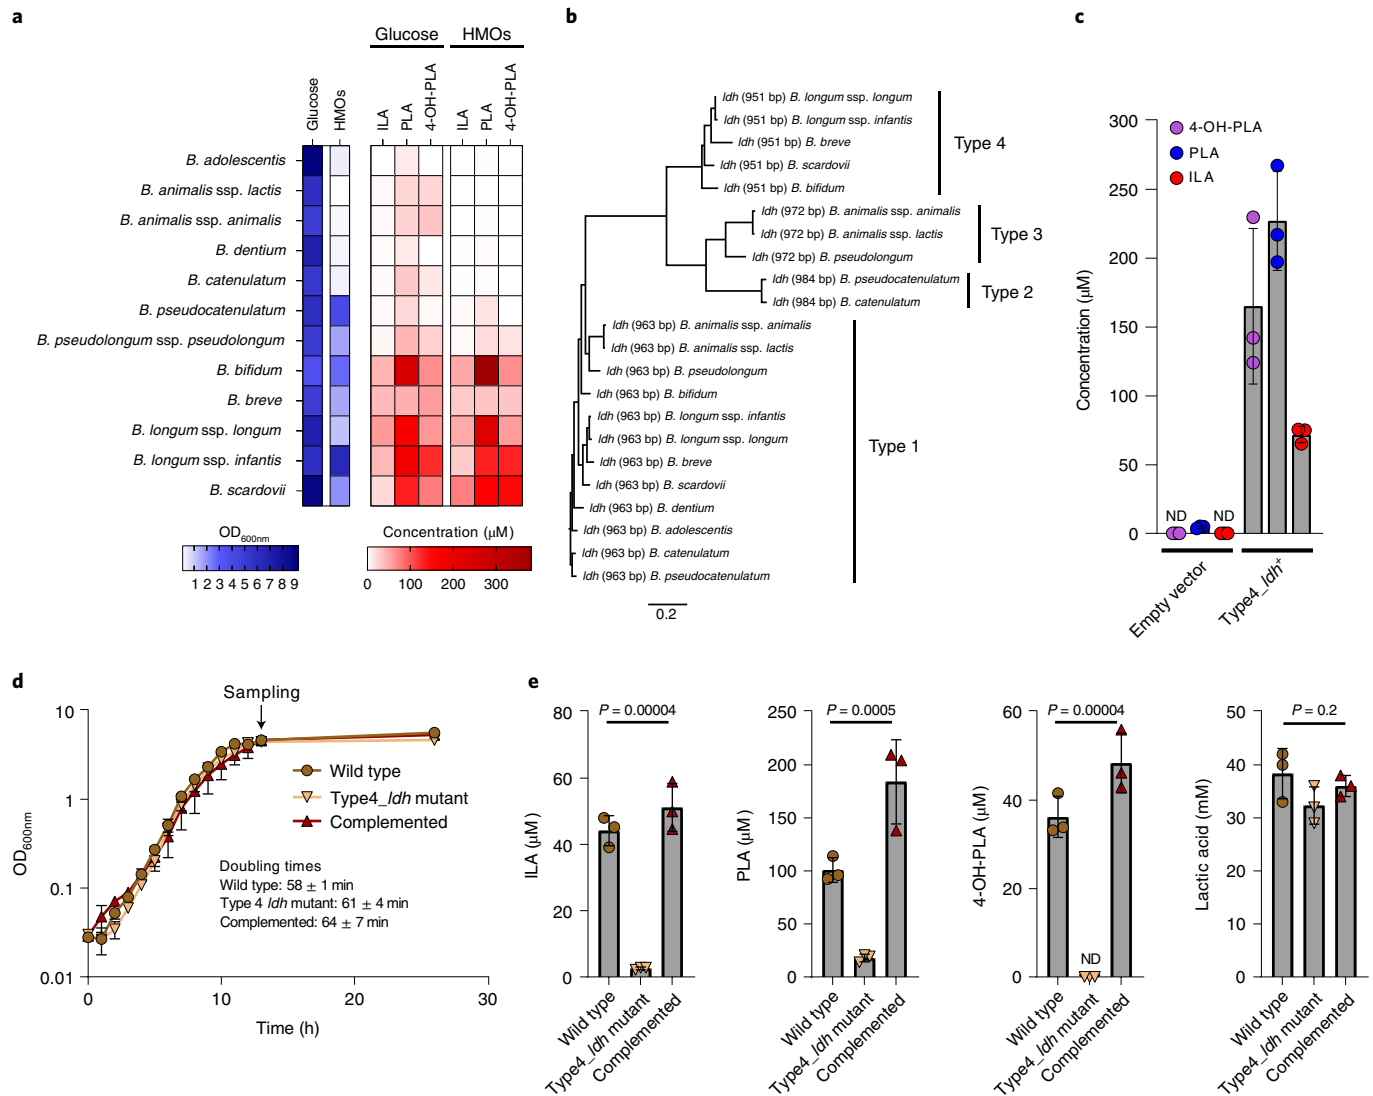 a
Glucose
HMOs
Glucose
HMOs
ILA
PLA
4-OH-PLA
ILA
PLA
4-OH-PLA
B. adolescentis
B. animalis ssp. lactis
B. animalis ssp. animalis
B. dentium
B. catenulatum
B. pseudocatenulatum
B. pseudolongum ssp. pseudolongum
B. bifidum
B. breve
B. longum ssp. longum
B. longum ssp. infantis
B. scardovii
OD600nm
1 2 3 4 5 6 7 8 9
Concentration (μM)
0 100 200 300
b
ldh (951 bp) B. longum ssp. longum
ldh (951 bp) B. longum ssp. infantis
ldh (951 bp) B. breve
ldh (951 bp) B. scardovii
ldh (951 bp) B. bifidum
Type 4
ldh (972 bp) B. animalis ssp. animalis
ldh (972 bp) B. animalis ssp. lactis
ldh (972 bp) B. pseudolongum
Type 3
ldh (984 bp) B. pseudocatenulatum
ldh (984 bp) B. catenulatum
Type 2
ldh (963 bp) B. animalis ssp. animalis
ldh (963 bp) B. animalis ssp. lactis
ldh (963 bp) B. pseudolongum
ldh (963 bp) B. bifidum
ldh (963 bp) B. longum ssp. infantis
ldh (963 bp) B. longum ssp. longum
ldh (963 bp) B. breve
ldh (963 bp) B. scardovii
ldh (963 bp) B. dentium
ldh (963 bp) B. adolescentis
ldh (963 bp) B. catenulatum
ldh (963 bp) B. pseudocatenulatum
Type 1
0.2
c
Concentration (μM)
300
250
200
150
100
50
0
4-OH-PLA
PLA
ILA
ND
ND
Empty vector
Type4_ldh+
d
OD600nm
10
1
0.1
0.01
0
10
20
30
Time (h)
Sampling
Wild type
Type4_ldh mutant
Complemented
Doubling times
Wild type: 58 ± 1 min
Type 4 ldh mutant: 61 ± 4 min
Complemented: 64 ± 7 min
e
ILA (μM)
80
60
40
20
0
P = 0.00004
Wild type
Type4_ldh mutant
Complemented
PLA (μM)
250
200
150
100
50
0
P = 0.0005
Wild type
Type4_ldh mutant
Complemented
4-OH-PLA (μM)
60
40
20
0
P = 0.00004
ND
Wild type
Type4_ldh mutant
Complemented
Lactic acid (mM)
50
40
30
20
10
0
P = 0.2
Wild type
Type4_ldh mutant
Complemented